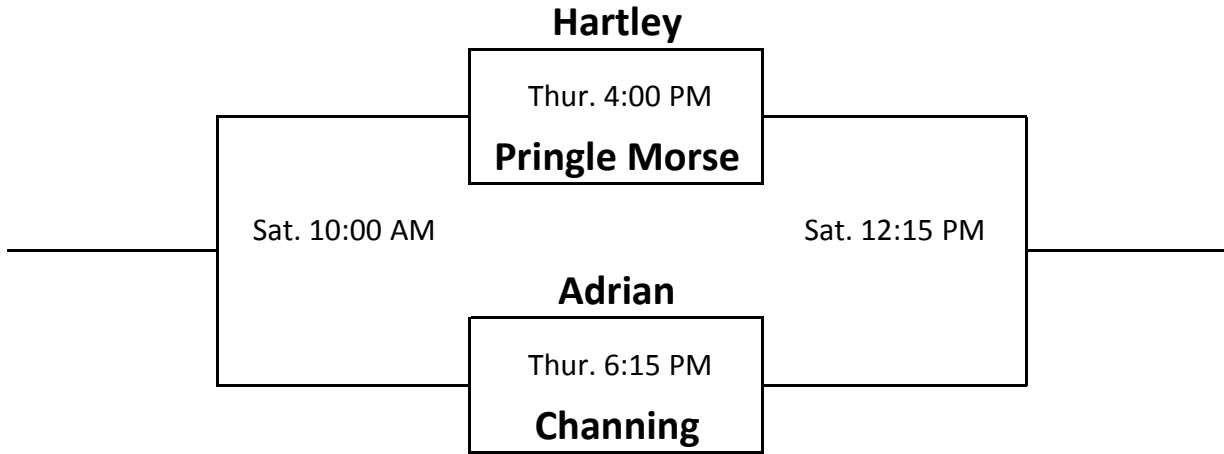 Hartley
Thur. 4:00 PM
Pringle Morse
Sat. 10:00 AM
Sat. 12:15 PM
Adrian
Thur. 6:15 PM
Channing